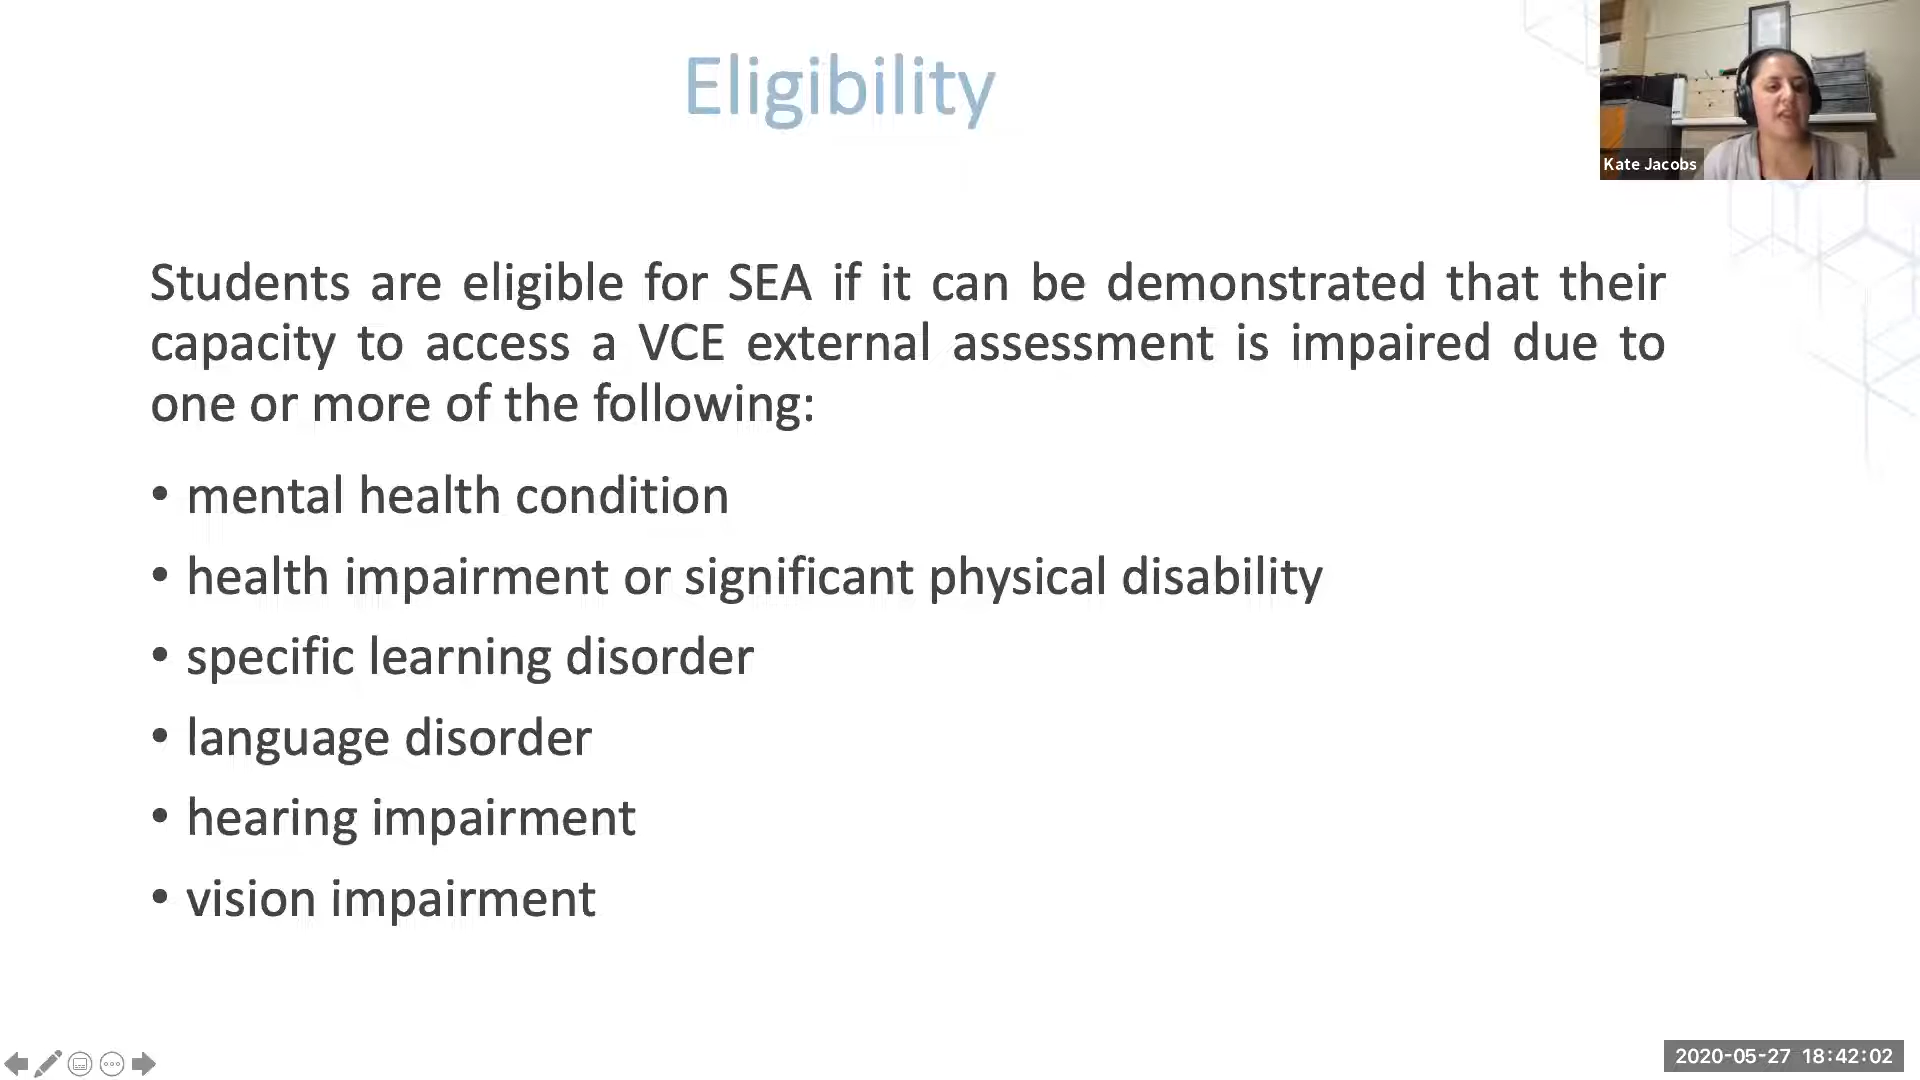 Eligibility
Kate Jacobs
Students are eligible for SEA if it can be demonstrated that their
capacity to access a VCE external assessment is impaired due to
one or more of the following:
• mental health condition
• health impairment or significant physical disability
• specific learning disorder
• language disorder
• hearing impairment
• vision impairment
2020-05-27 18:42:02